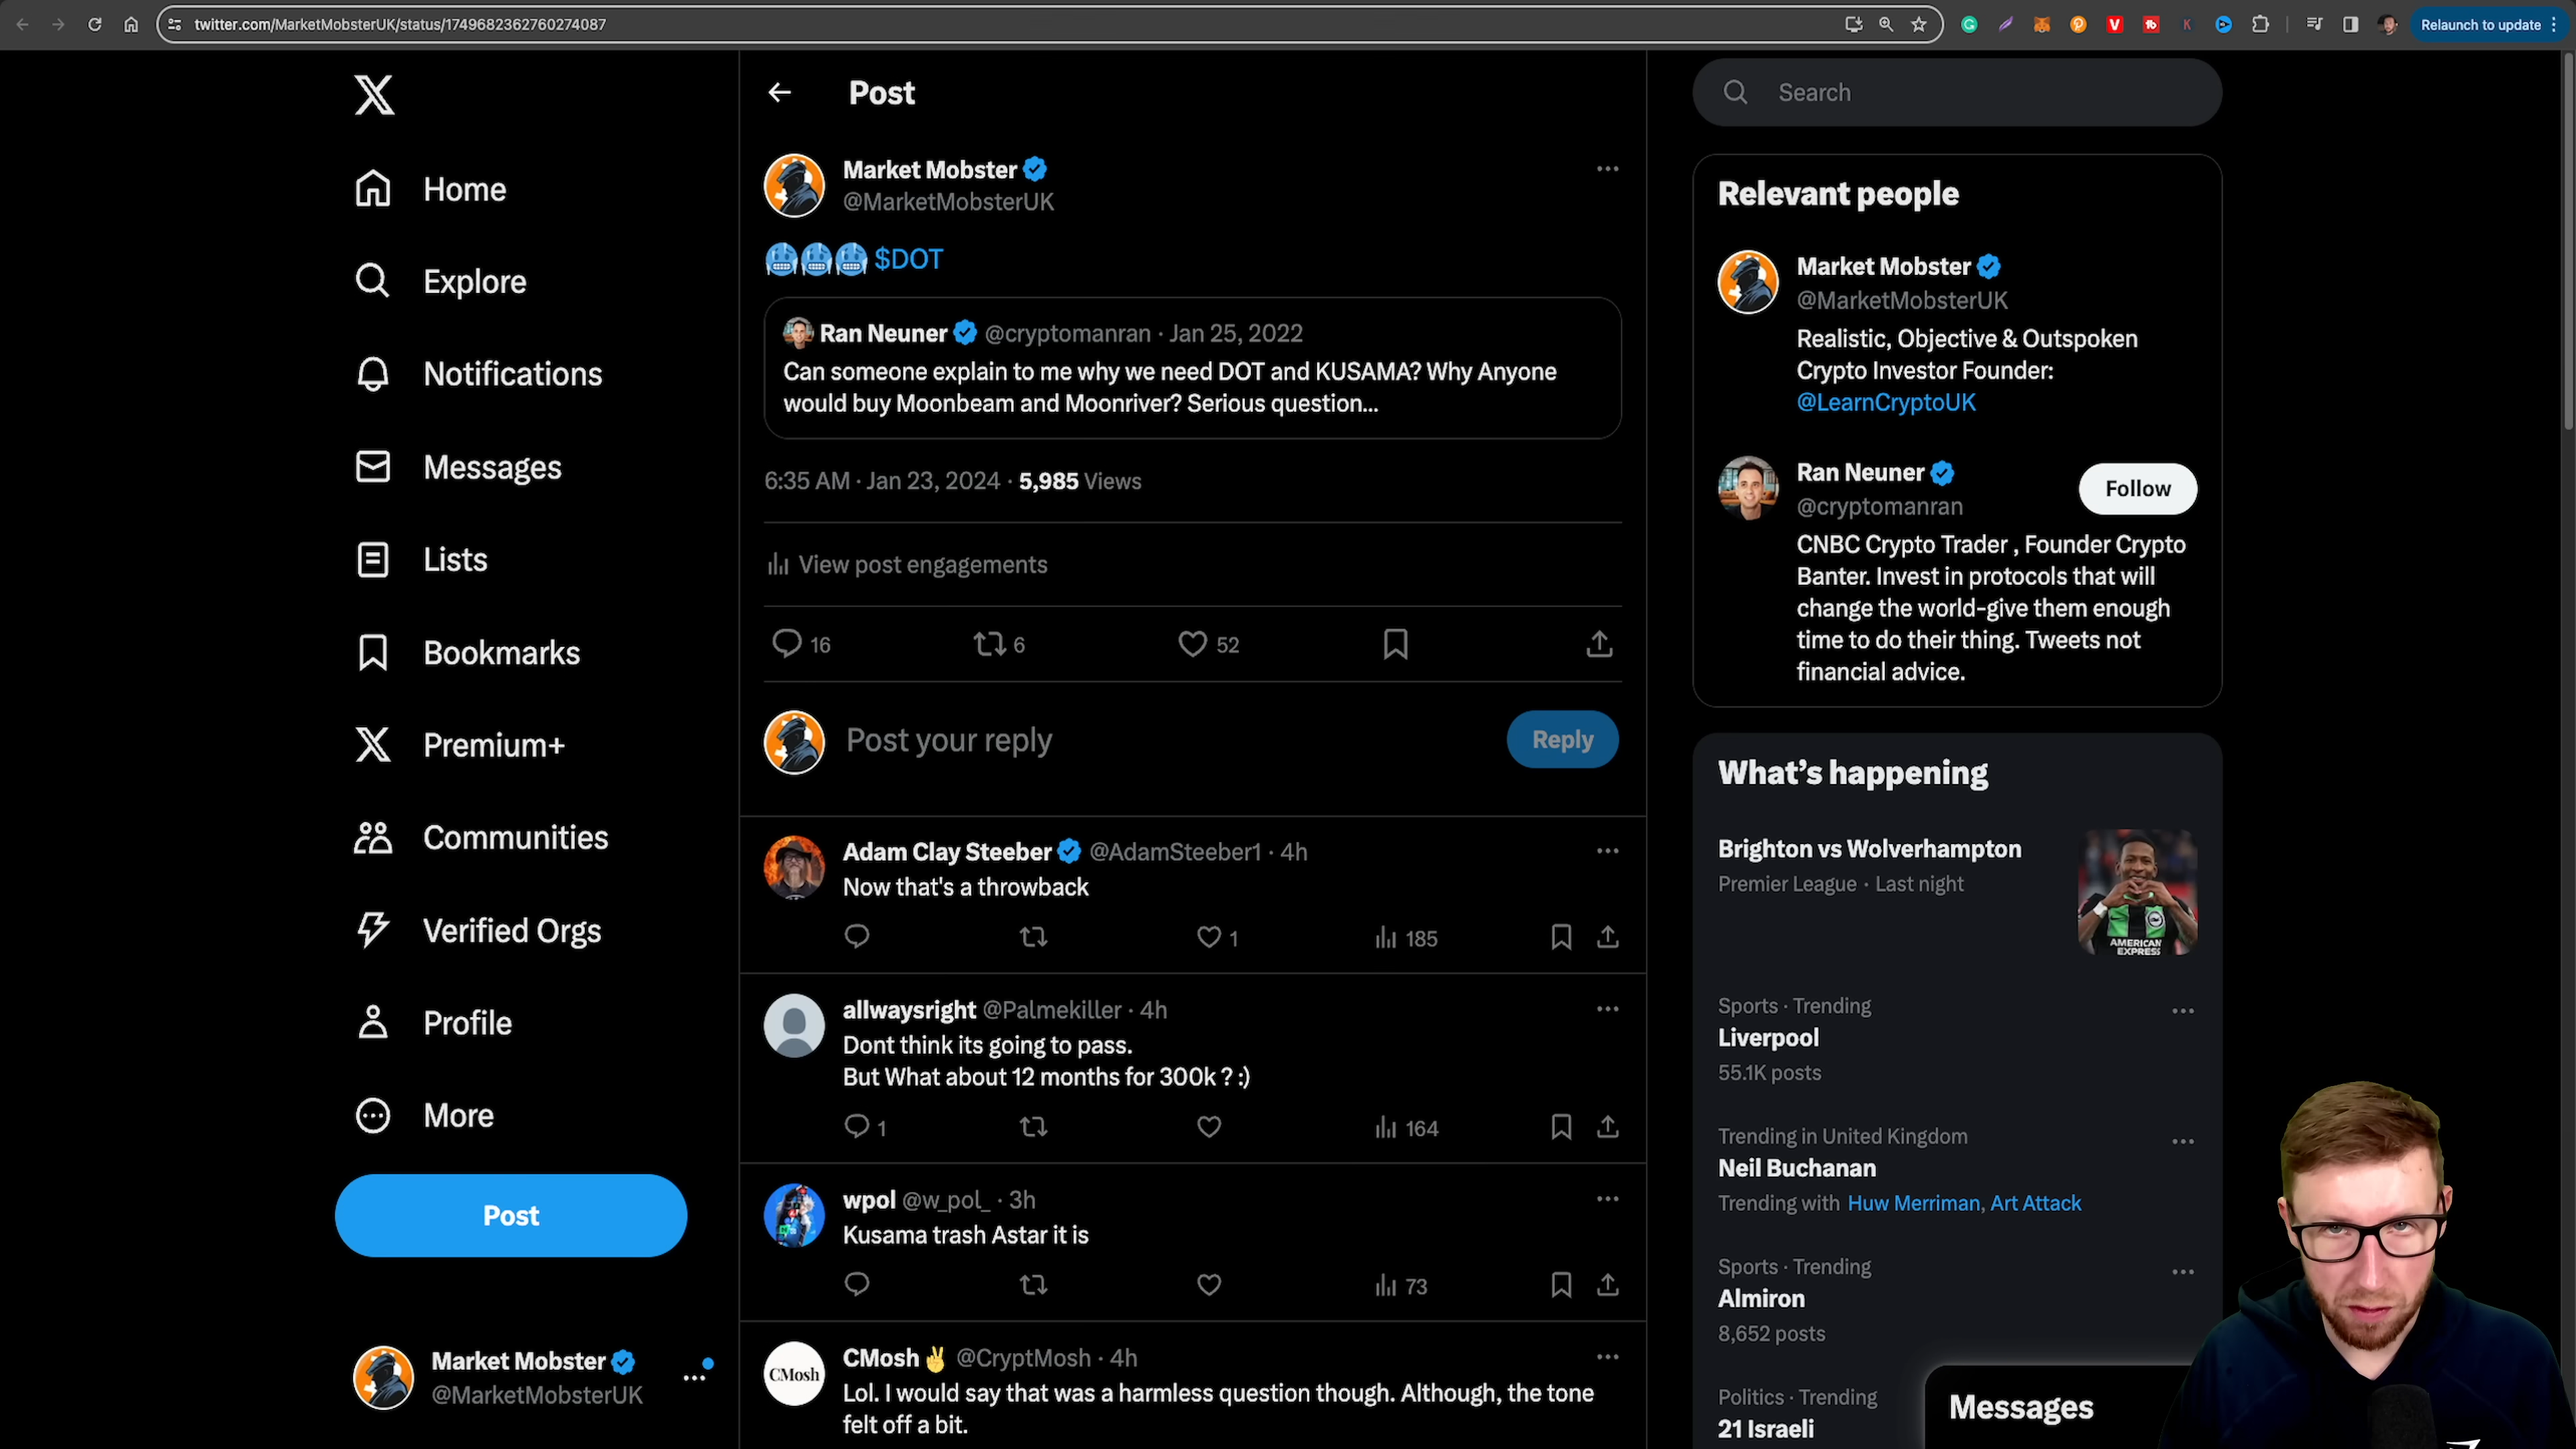 twitter.com/MarketMobsterUK/status/1749682362760274087
Relaunch to update
Home
Explore
Notifications
Messages
Lists
Bookmarks
Premium+
Communities
Verified Orgs
Profile
More
Post
Market Mobster
@MarketMobsterUK
Post
Market Mobster
@MarketMobsterUK
🥶🥶🥶 $DOT
Ran Neuner @cryptomanran · Jan 25, 2022
Can someone explain to me why we need DOT and KUSAMA? Why Anyone
would buy Moonbeam and Moonriver? Serious question...
6:35 AM · Jan 23, 2024 · 5,985 Views
View post engagements
16 6 52
Post your reply
Reply
Adam Clay Steeber @AdamSteeber1 · 4h
Now that's a throwback
1 185
allwaysright @Palmekiller · 4h
Dont think its going to pass.
But What about 12 months for 300k ? :)
1 164
wpol @w_pol_ · 3h
Kusama trash Astar it is
73
CMosh
CMosh✌️ @CryptMosh · 4h
Lol. I would say that was a harmless question though. Although, the tone
felt off a bit.
Search
Relevant people
Market Mobster
@MarketMobsterUK
Realistic, Objective & Outspoken
Crypto Investor Founder:
@LearnCryptoUK
Ran Neuner
@cryptomanran
Follow
CNBC Crypto Trader , Founder Crypto
Banter. Invest in protocols that will
change the world-give them enough
time to do their thing. Tweets not
financial advice.
What's happening
Brighton vs Wolverhampton
Premier League · Last night
AMERICAN
EXPRESS
Sports · Trending
Liverpool
55.1K posts
Trending in United Kingdom
Neil Buchanan
Trending with Huw Merriman, Art Attack
Sports · Trending
Almiron
8,652 posts
Politics · Trending
21 Israeli
Messages